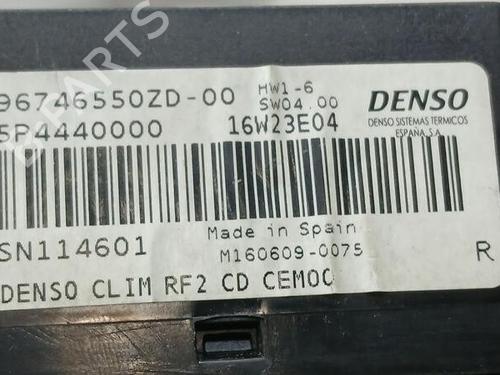 96746550ZD-00
HW1-6
SW04.00
5P4440000
16W23E04
DENSO
DENSO SISTEMAS TERMICOS
ESPAÑA, S.A.
SN114601
Made in Spain
M160609-0075
R
DENSO CLIM RF2 CD CEMOC